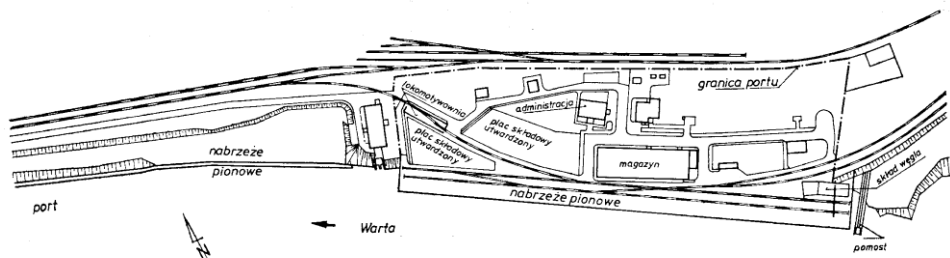 lokomotywownia
administracja
granica portu
plac składowy
utwardzony
plac składowy
utwardzony
magazyn
skład węgla
nabrzeże
pionowe
nabrzeże pionowe
port
Warta
N
pomost